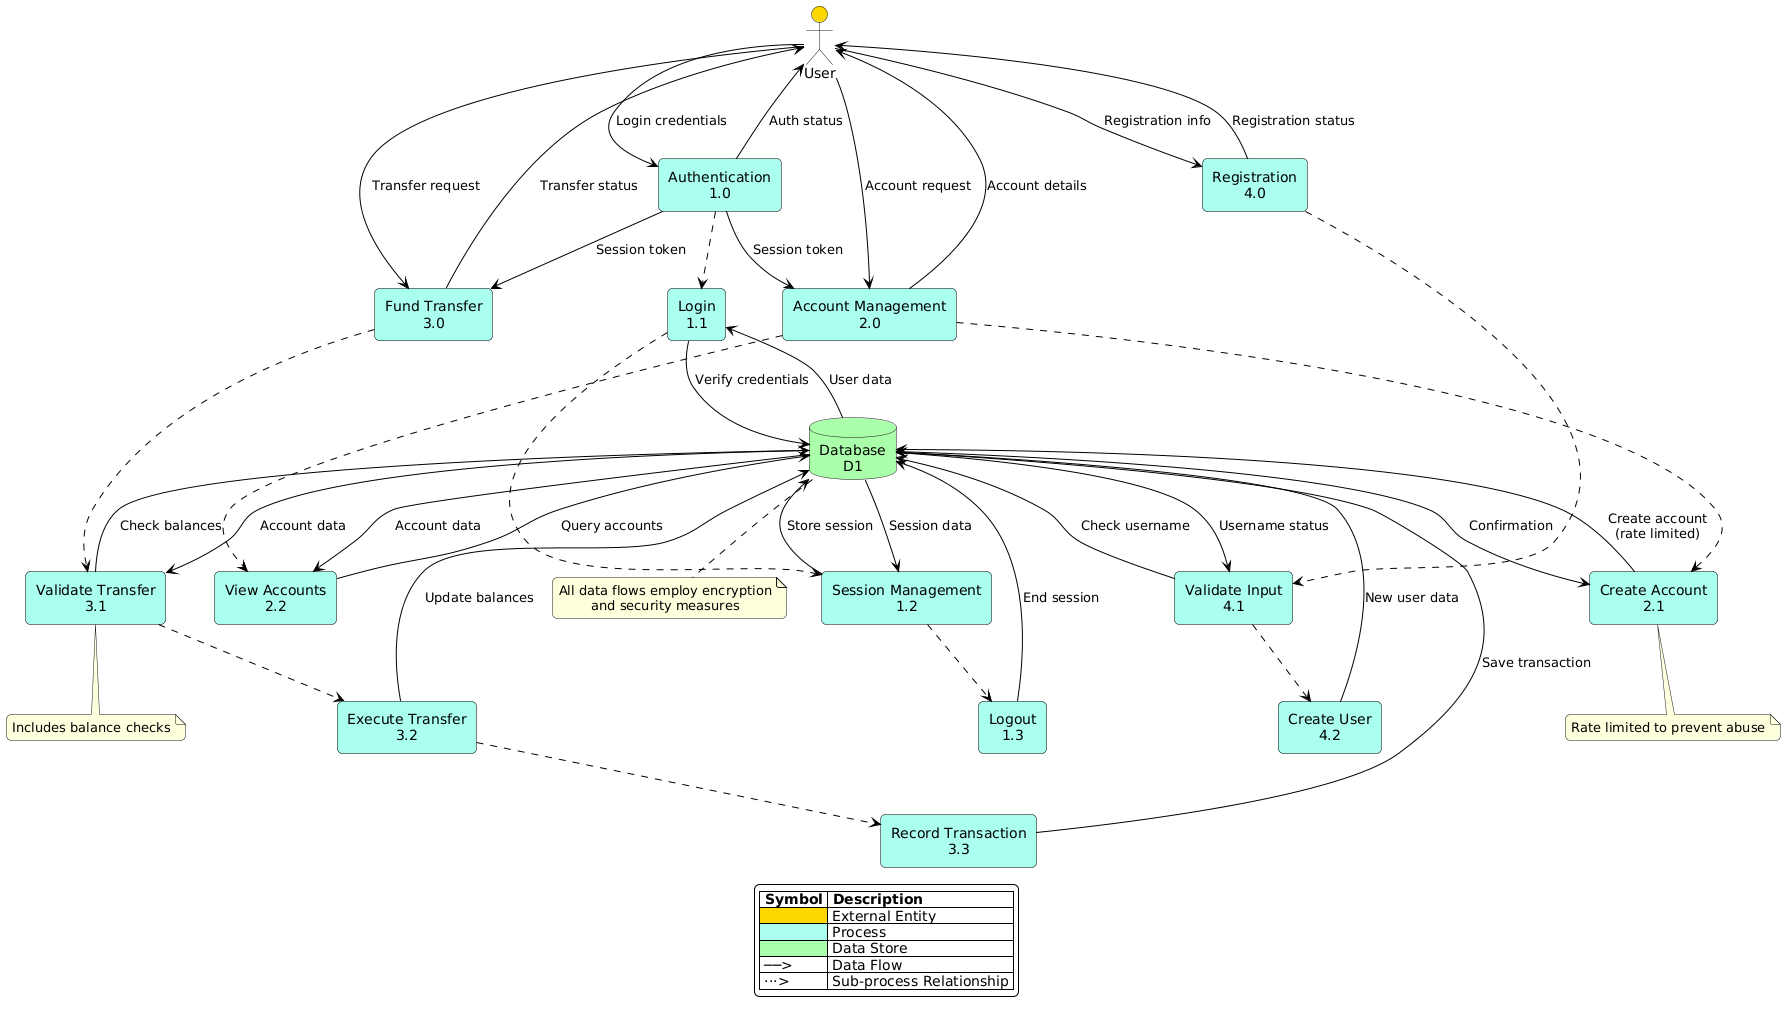 User
Login credentials
Auth status
Registration info
Registration status
Transfer request
Transfer status
Authentication
1.0
Account request
Account details
Registration
4.0
Session token
Session token
Fund Transfer
3.0
Login
1.1
Account Management
2.0
Verify credentials
User data
Database
D1
Check balances
Account data
Account data
Query accounts
Store session
Session data
Check username
Username status
Confirmation
Create account
(rate limited)
Validate Transfer
3.1
View Accounts
2.2
Update balances
All data flows employ encryption
and security measures
Session Management
1.2
End session
Validate Input
4.1
New user data
Create Account
2.1
Save transaction
Includes balance checks
Execute Transfer
3.2
Logout
1.3
Create User
4.2
Rate limited to prevent abuse
Record Transaction
3.3
Symbol Description
External Entity
Process
Data Store
──> Data Flow
···> Sub-process Relationship